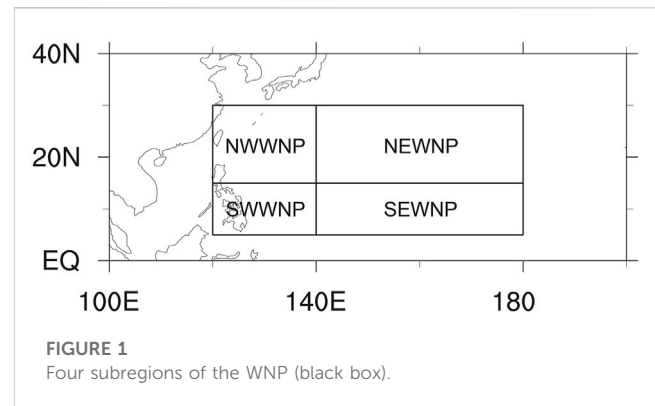 40N
NWWNP NEWNP
20N
SWWNP SEWNP
EQ
100E 140E 180
FIGURE 1
Four subregions of the WNP (black box).